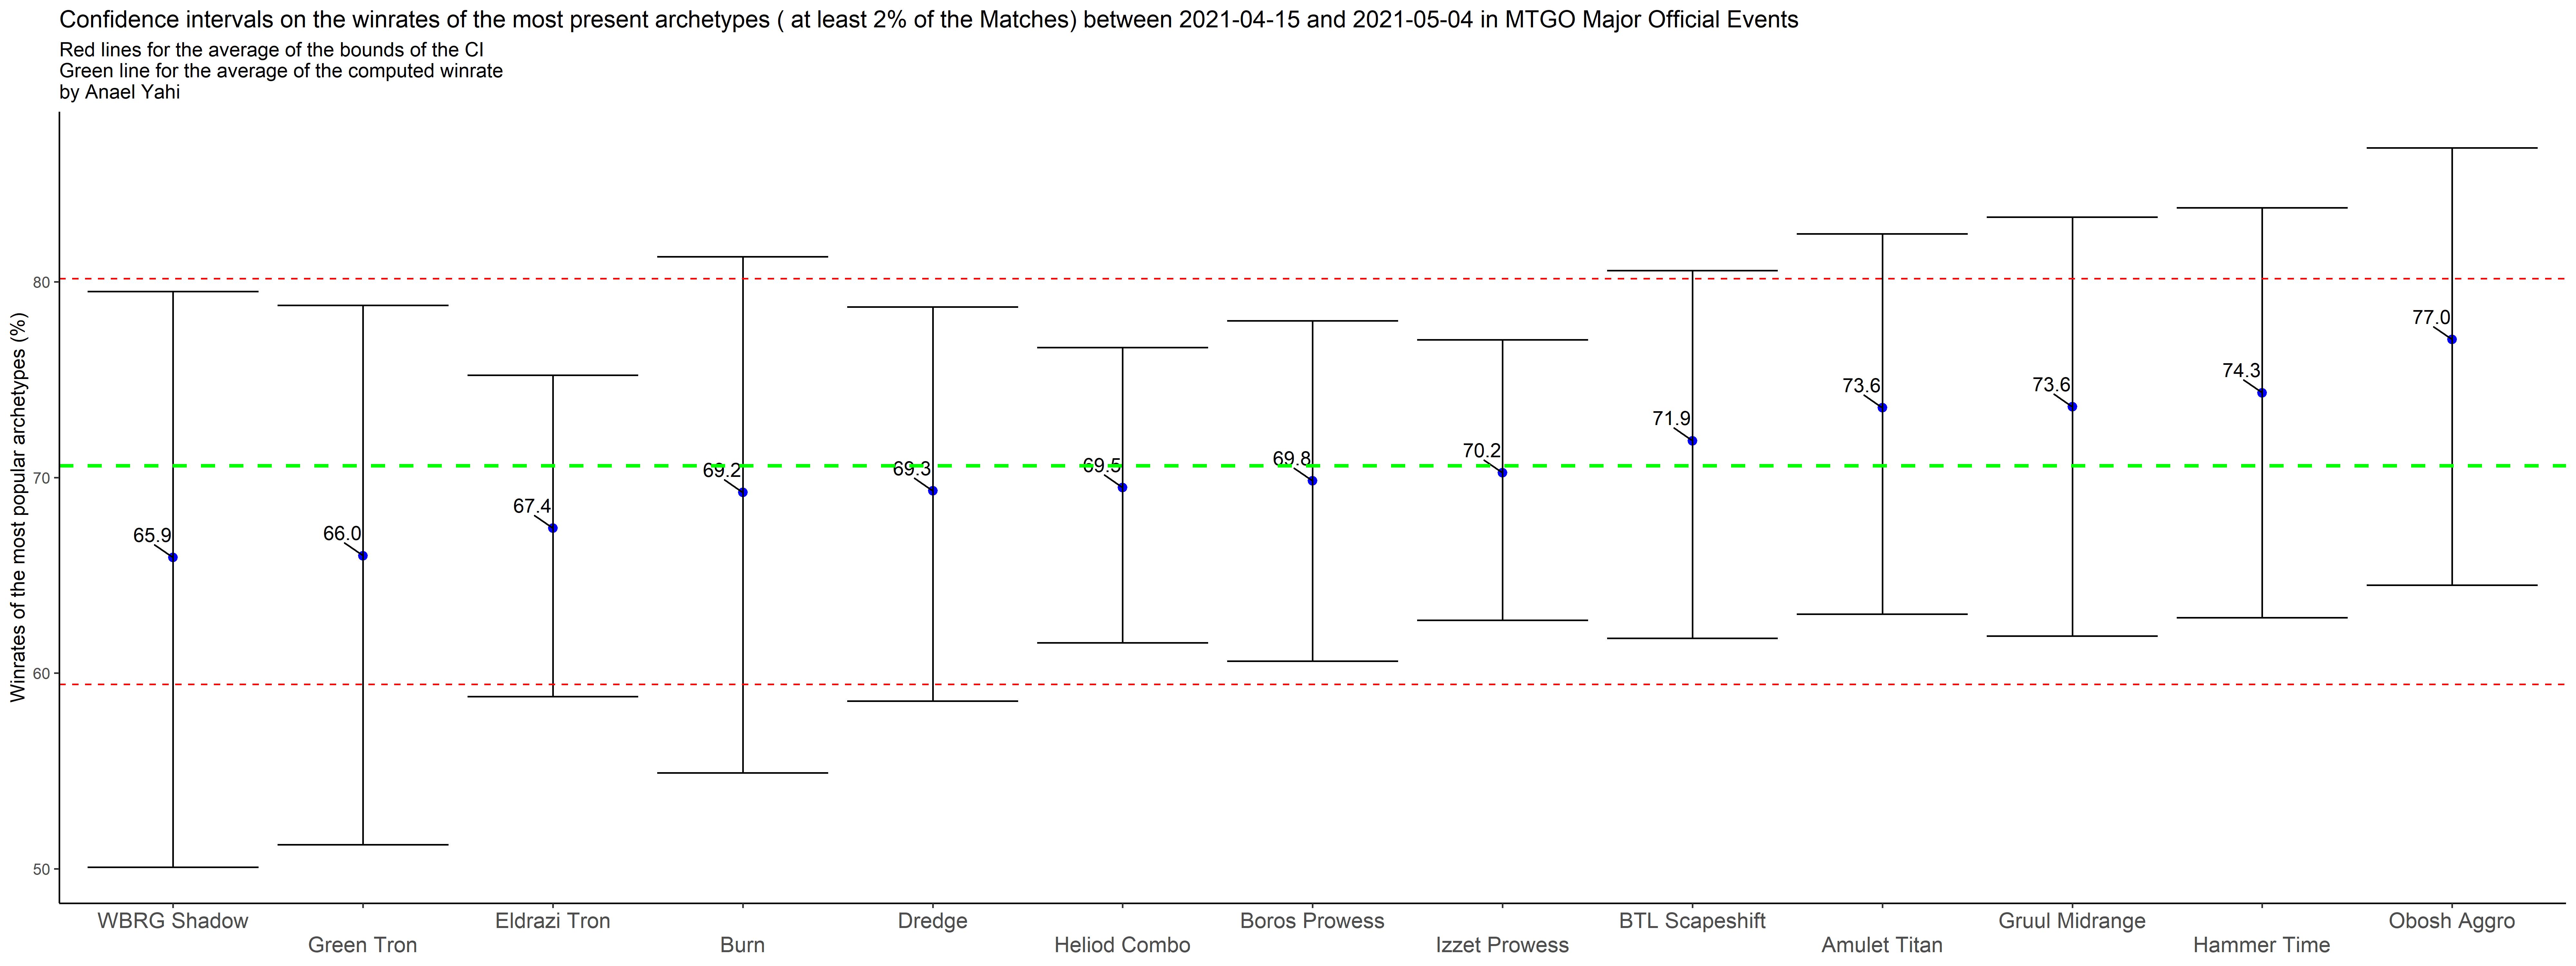 Confidence intervals on the winrates of the most present archetypes ( at least 2% of the Matches) between 2021-04-15 and 2021-05-04 in MTGO Major Official Events
Red lines for the average of the bounds of the CI
Green line for the average of the computed winrate
by Anael Yahi
Winrates of the most popular archetypes (%)
80
70
60
50
65.9
66.0
67.4
69.2
69.3
69.5
69.8
70.2
71.9
73.6
73.6
74.3
77.0
WBRG Shadow
Green Tron
Eldrazi Tron
Burn
Dredge
Heliod Combo
Boros Prowess
Izzet Prowess
BTL Scapeshift
Amulet Titan
Gruul Midrange
Hammer Time
Obosh Aggro